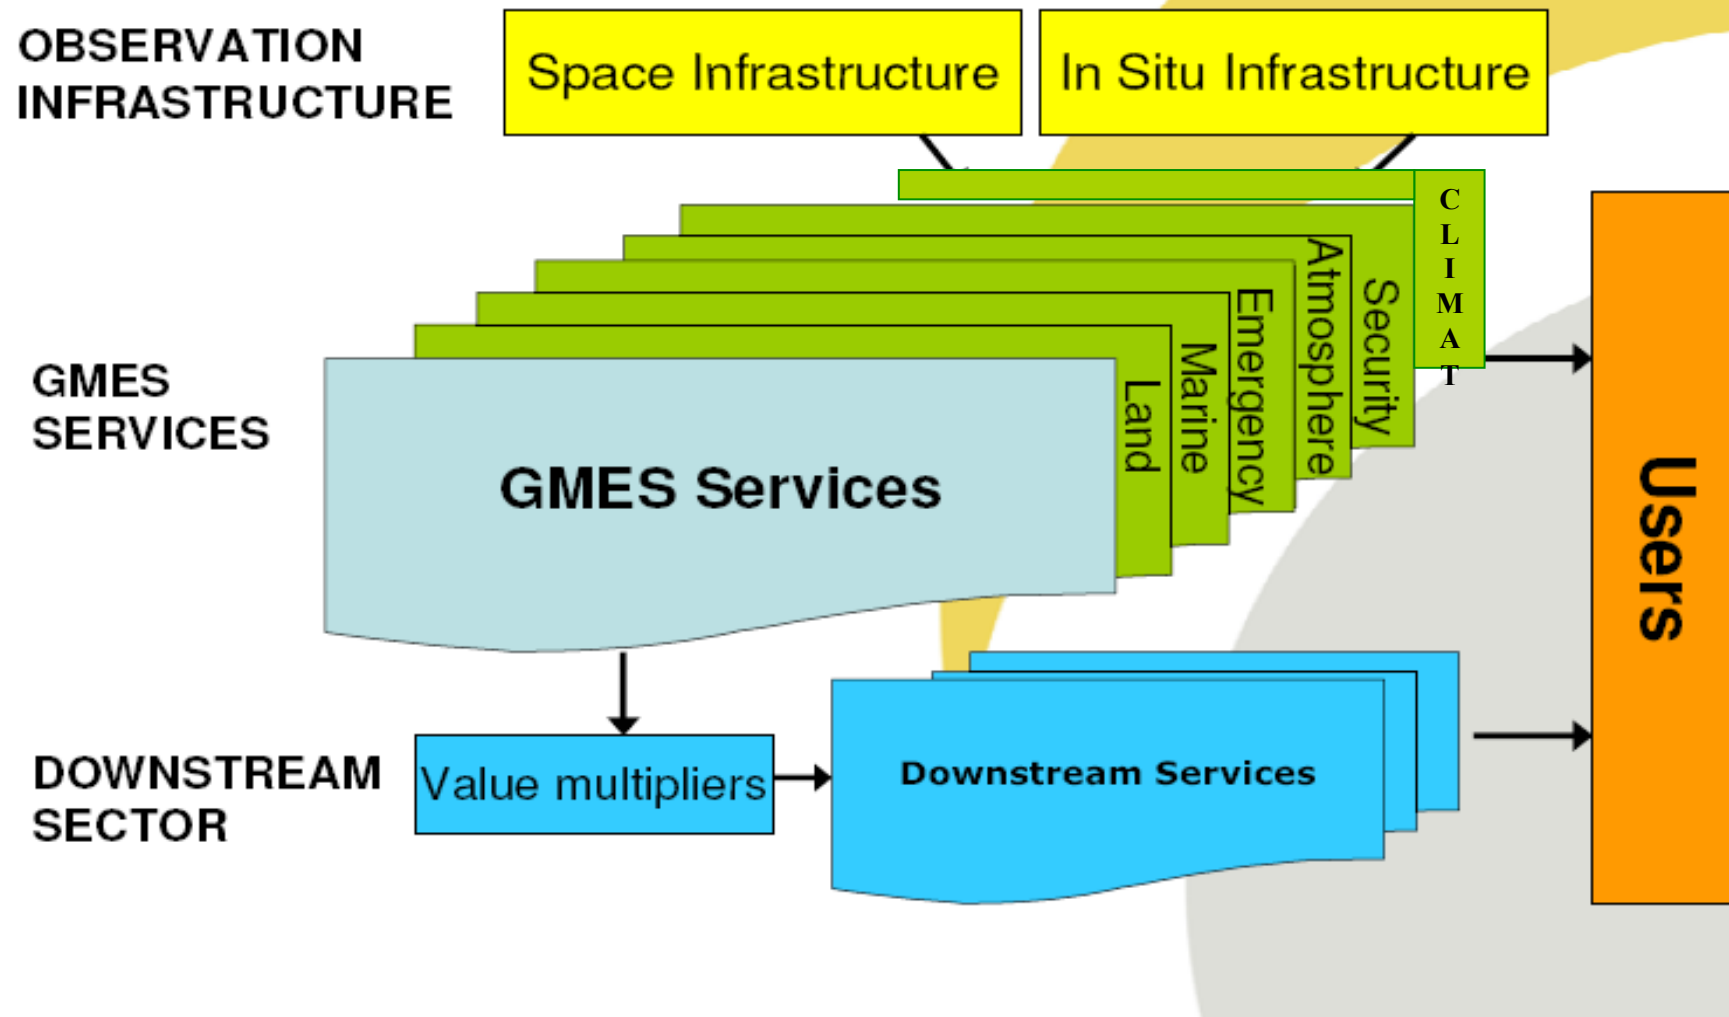 OBSERVATION
INFRASTRUCTURE
Space Infrastructure
In Situ Infrastructure
GMES
SERVICES
GMES Services
Land
Marine
Emergency
Atmosphere
Security
C
L
I
M
A
T
Users
DOWNSTREAM
SECTOR
Value multipliers
Downstream Services